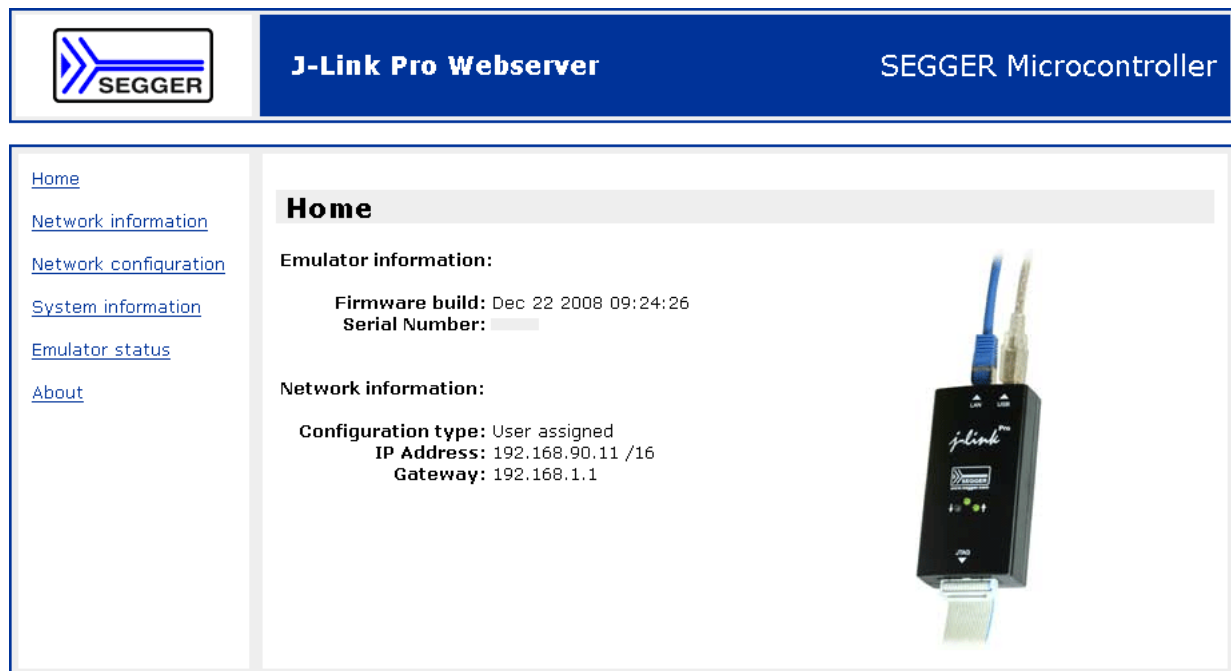 SEGGER
J-Link Pro Webserver
SEGGER Microcontroller
Home
Network information
Network configuration
System information
Emulator status
About
Home
Emulator information:
Firmware build: Dec 22 2008 09:24:26
Serial Number:
Network information:
Configuration type: User assigned
IP Address: 192.168.90.11 /16
Gateway: 192.168.1.1
LAN USB
j-link Pro
SEGGER
JTAG